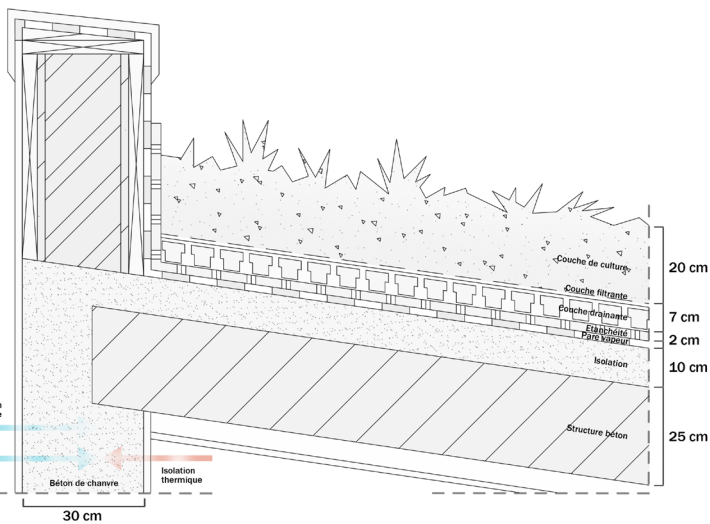 Couche de culture
20 cm
Couche filtrante
Couche drainante
7 cm
Etanchéité
Pare vapeur
2 cm
Isolation
10 cm
Structure béton
25 cm
Isolation
thermique
Béton de chanvre
30 cm